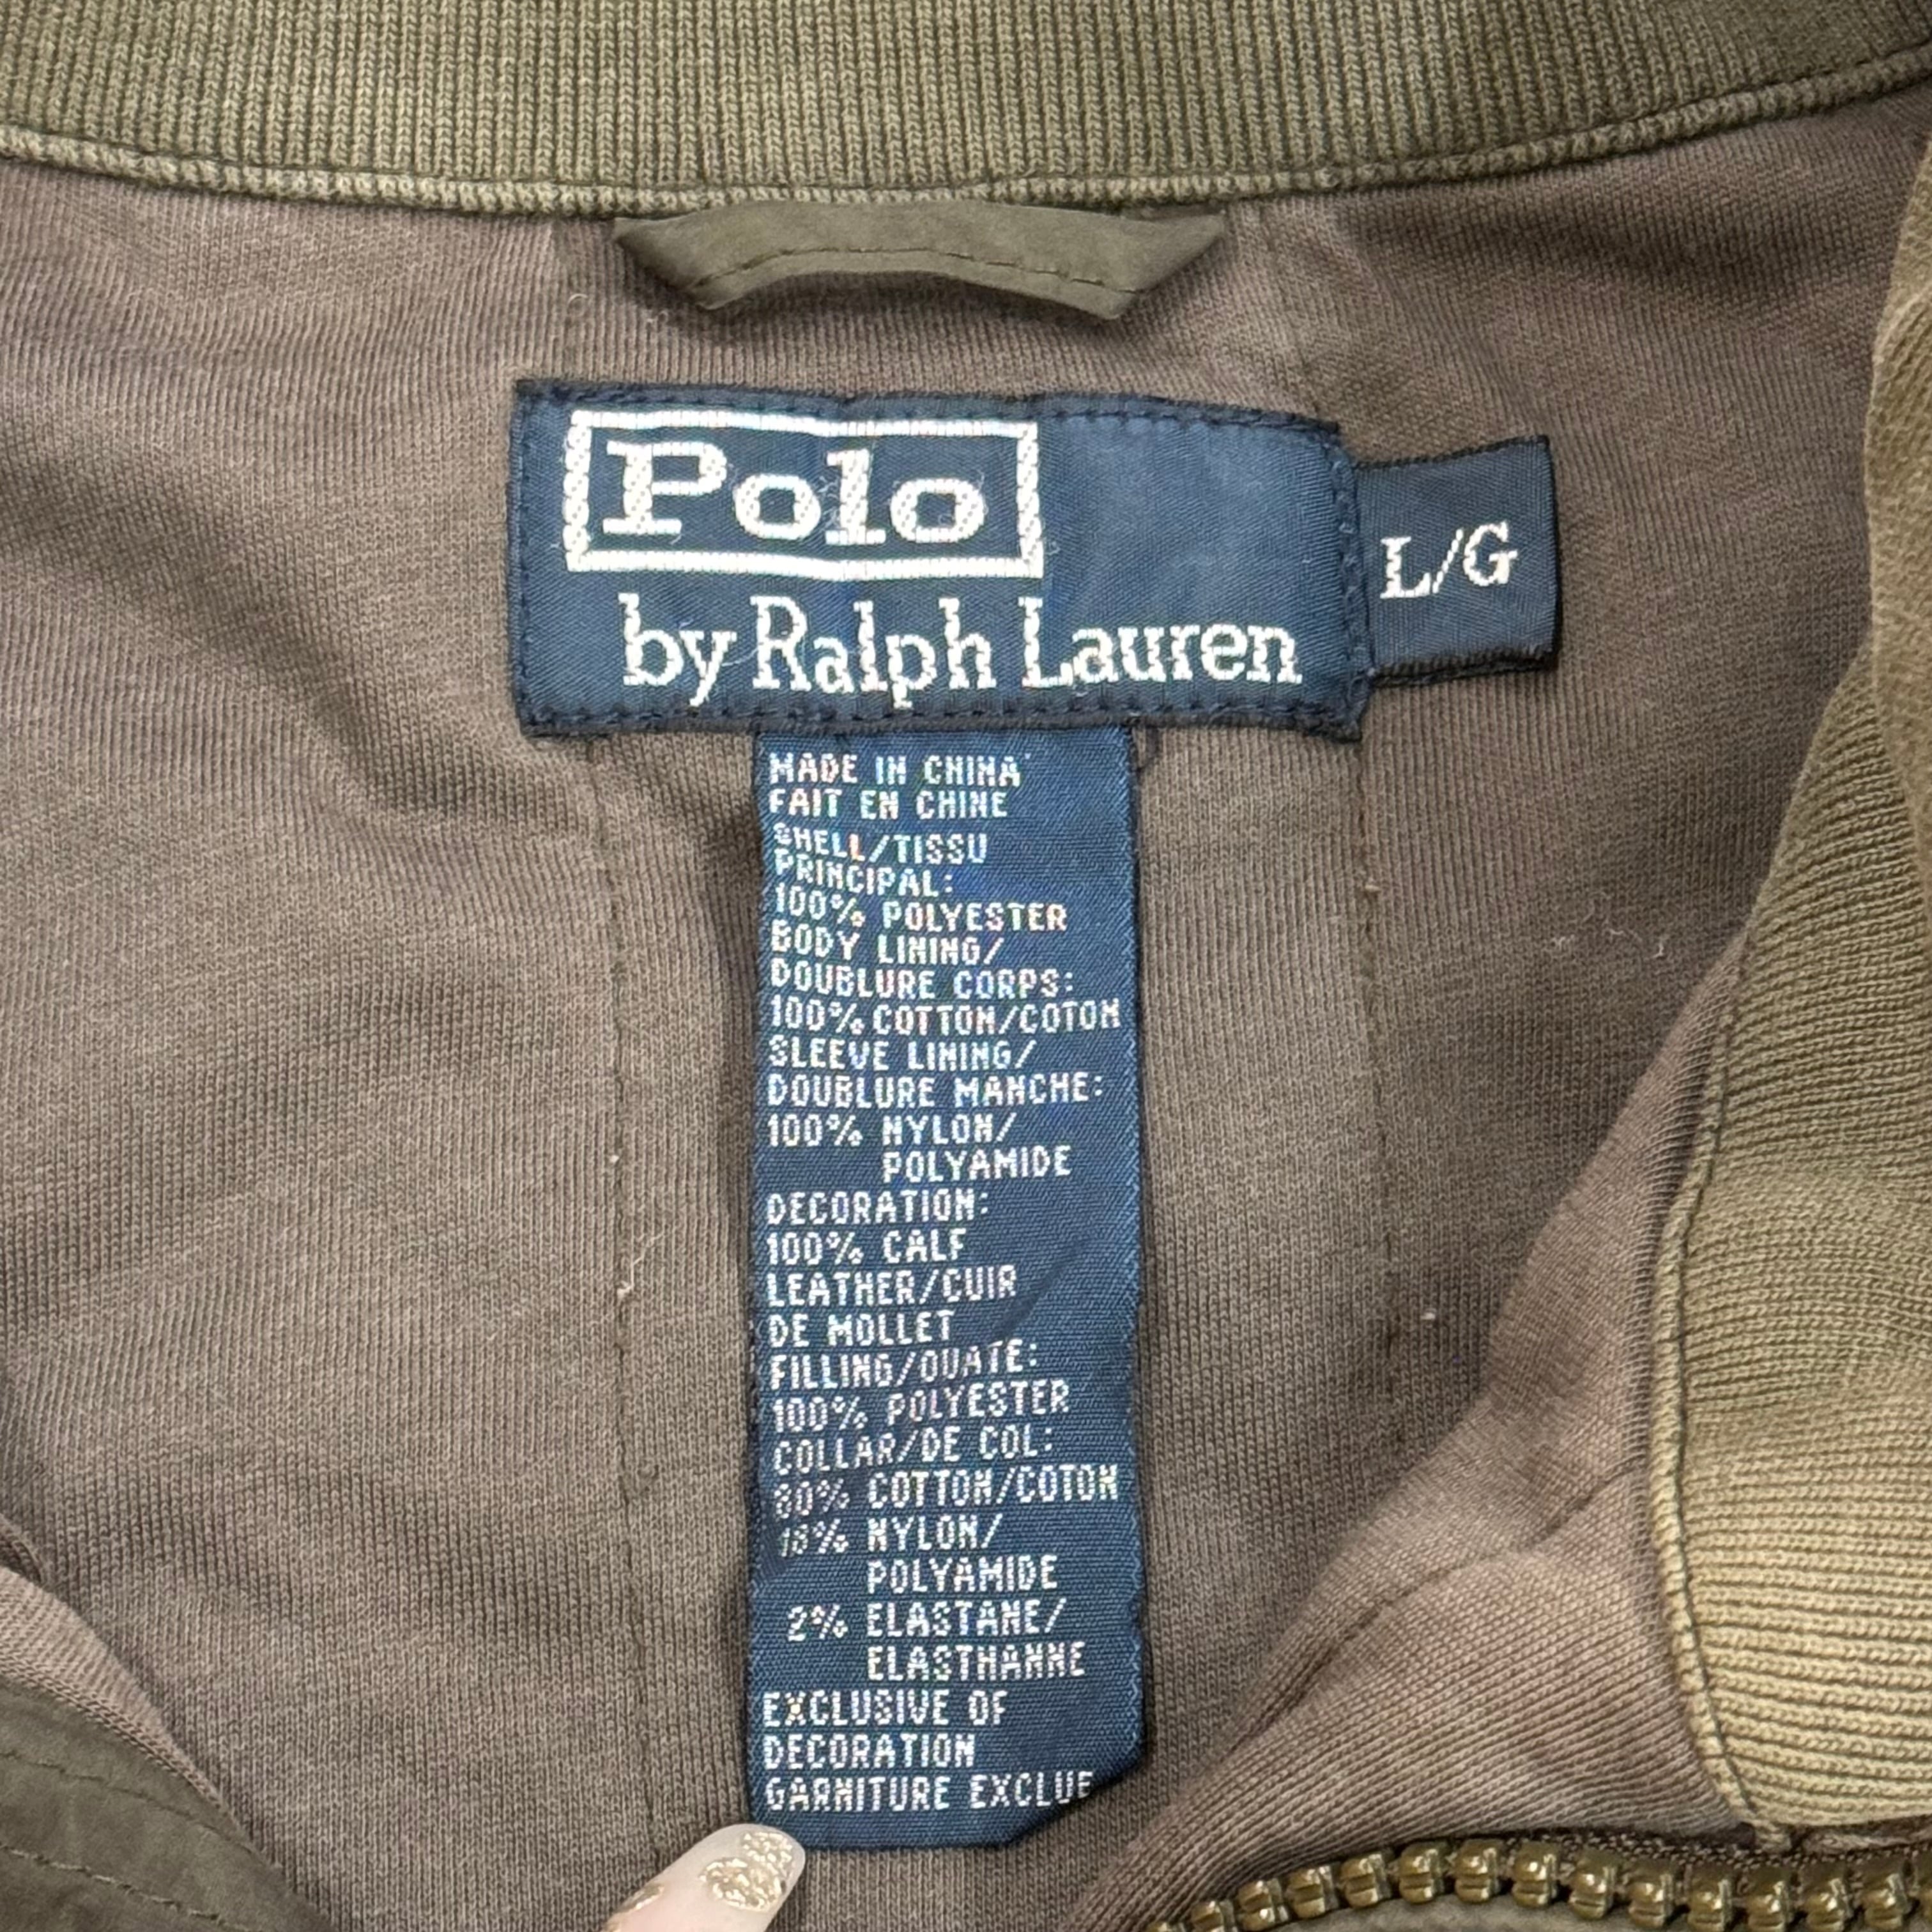 Polo
by Ralph Lauren
L/G
MADE IN CHINA
FAIT EN CHINE
SHELL/TISSU
PRINCIPAL:
100% POLYESTER
BODY LINING/
DOUBLURE CORPS:
100% COTTON/COTON
SLEEVE LINING/
DOUBLURE MANCHE:
100% NYLON/
POLYAMIDE
DECORATION:
100% CALF
LEATHER/CUIR
DE MOLLET
FILLING/OUATE:
100% POLYESTER
COLLAR/DE COL:
80% COTTON/COTON
18% NYLON/
POLYAMIDE
2% ELASTANE/
ELASTHANNE
EXCLUSIVE OF
DECORATION
GARNITURE EXCLUE